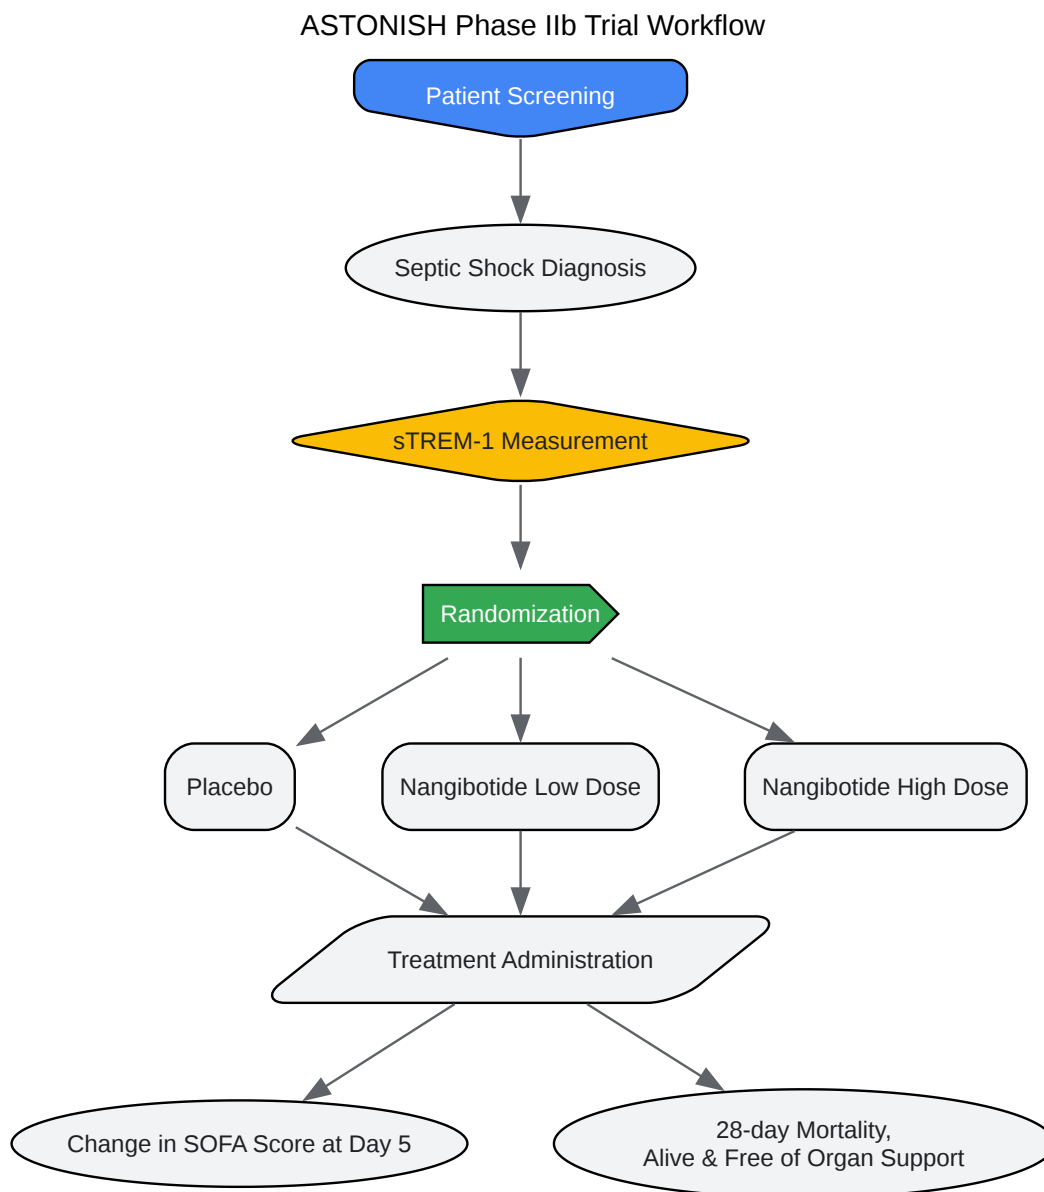 ASTONISH Phase IIb Trial Workflow
Patient Screening
Septic Shock Diagnosis
sTREM-1 Measurement
Randomization
Placebo
Nangibotide Low Dose
Nangibotide High Dose
Treatment Administration
Change in SOFA Score at Day 5
28-day Mortality,
Alive & Free of Organ Support